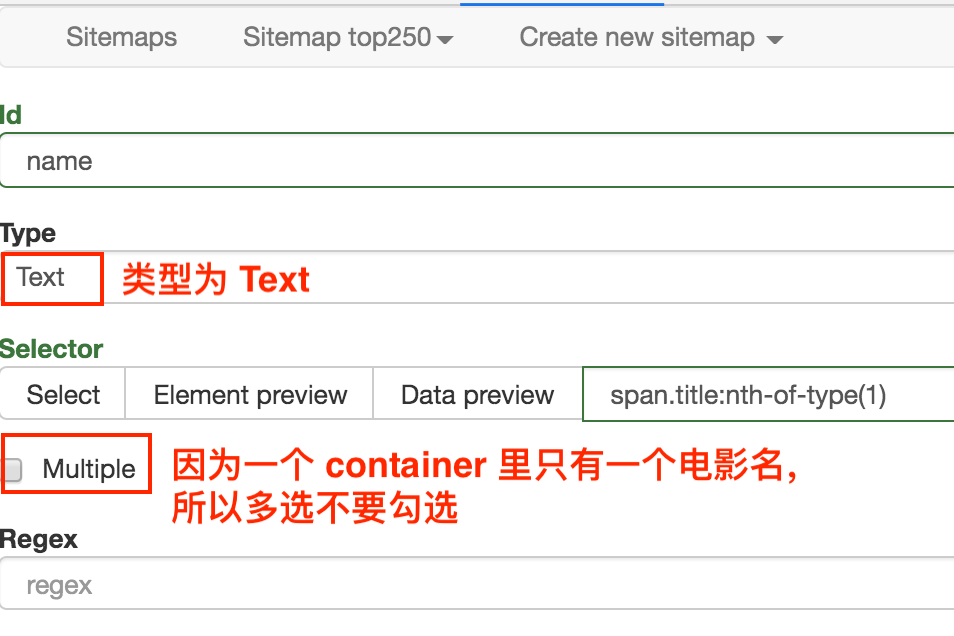 Sitemaps Sitemap top250 Create new sitemap
Id
name
Type
Text 类型为 Text
Selector
Select Element preview Data preview span.title:nth-of-type(1)
Multiple 因为一个 container 里只有一个电影名,
所以多选不要勾选
Regex
regex